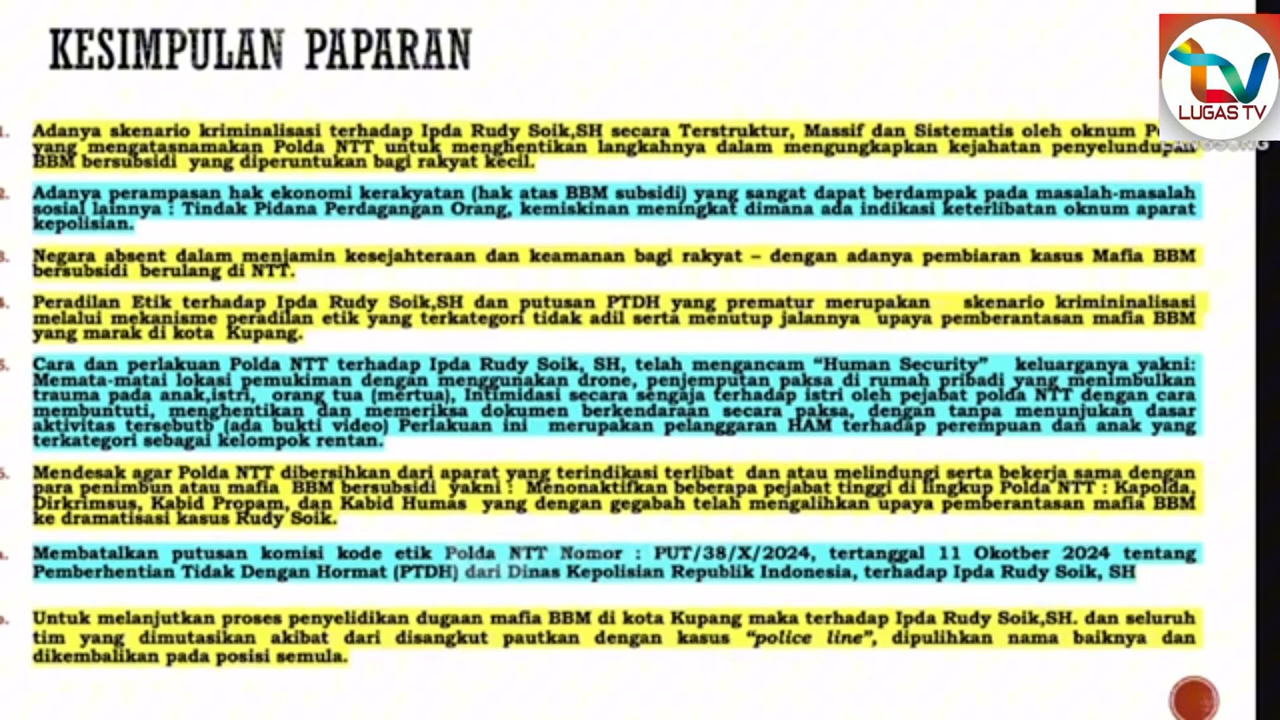 KESIMPULAN PAPARAN
LUGAS TV
1. Adanya skenario kriminalisasi terhadap Ipda Rudy Soik,SH secara Terstruktur, Massif dan Sistematis oleh oknum
yang mengatasnamakan Polda NTT untuk menghentikan langkahnya dalam mengungkapkan kejahatan penyelundupan
BBM bersubsidi yang diperuntukan bagi rakyat kecil.
2. Adanya perampasan hak ekonomi kerakyatan (hak atas BBM subsidi) yang sangat dapat berdampak pada masalah-masalah
sosial lainnya : Tindak Pidana Perdagangan Orang, kemiskinan meningkat dimana ada indikasi keterlibatan oknum aparat
kepolisian.
3. Negara absent dalam menjamin kesejahteraan dan keamanan bagi rakyat – dengan adanya pembiaran kasus Mafia BBM
bersubsidi berulang di NTT.
4. Peradilan Etik terhadap Ipda Rudy Soik,SH dan putusan PTDH yang prematur merupakan skenario krimininalisasi
melalui mekanisme peradilan etik yang terkategori tidak adil serta menutup jalannya upaya pemberantasan mafia BBM
yang marak di kota Kupang.
5. Cara dan perlakuan Polda NTT terhadap Ipda Rudy Soik, SH, telah mengancam “Human Security” keluarganya yakni:
Memata-matai lokasi pemukiman dengan menggunakan drone, penjemputan paksa di rumah pribadi yang menimbulkan
trauma pada anak,istri, orang tua (mertua), Intimidasi secara sengaja terhadap istri oleh pejabat polda NTT dengan cara
membuntuti, menghentikan dan memeriksa dokumen berkendaraan secara paksa, dengan tanpa menunjukan dasar
aktivitas tersebutb (ada bukti video) Perlakuan ini merupakan pelanggaran HAM terhadap perempuan dan anak yang
terkategori sebagai kelompok rentan.
6. Mendesak agar Polda NTT dibersihkan dari aparat yang terindikasi terlibat dan atau melindungi serta bekerja sama dengan
para penimbun atau mafia BBM bersubsidi yakni : Menonaktifkan beberapa pejabat tinggi di lingkup Polda NTT : Kapolda,
Dirkrimsus, Kabid Propam, dan Kabid Humas yang dengan gegabah telah mengalihkan upaya pemberantasan mafia BBM
ke dramatisasi kasus Rudy Soik.
a. Membatalkan putusan komisi kode etik Polda NTT Nomor : PUT/38/X/2024, tertanggal 11 Okotber 2024 tentang
Pemberhentian Tidak Dengan Hormat (PTDH) dari Dinas Kepolisian Republik Indonesia, terhadap Ipda Rudy Soik, SH
b. Untuk melanjutkan proses penyelidikan dugaan mafia BBM di kota Kupang maka terhadap Ipda Rudy Soik,SH. dan seluruh
tim yang dimutasikan akibat dari disangkut pautkan dengan kasus “police line”, dipulihkan nama baiknya dan
dikembalikan pada posisi semula.